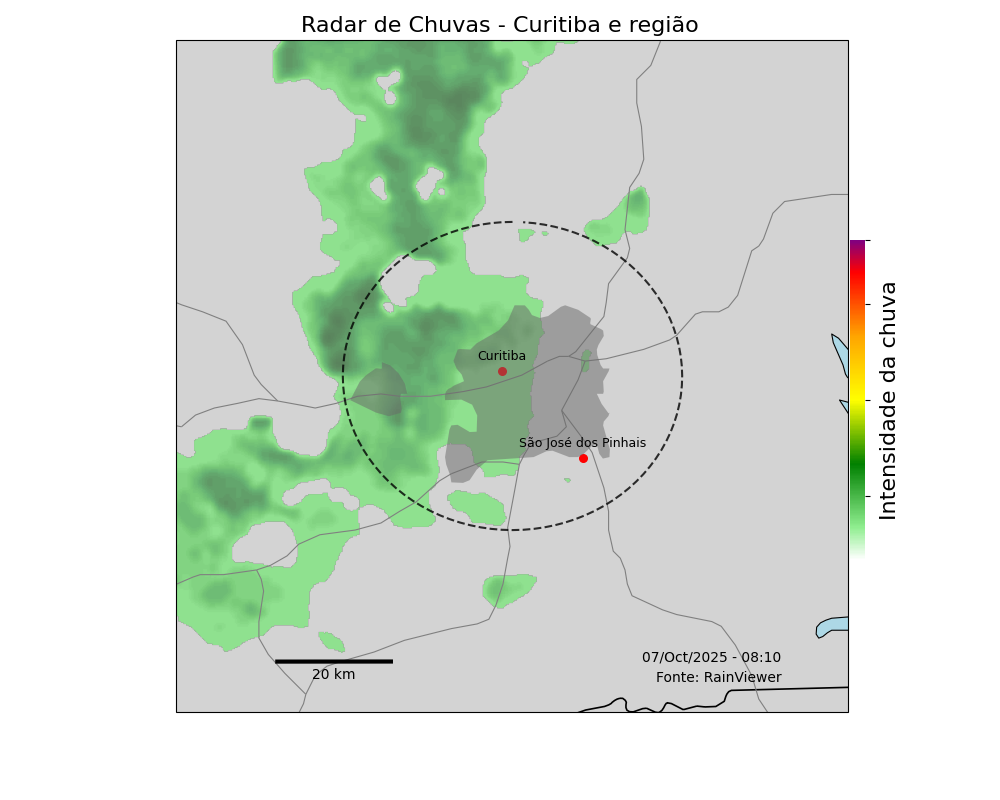 Radar de Chuvas - Curitiba e região
Curitiba
São José dos Pinhais
Intensidade da chuva
07/Oct/2025 - 08:10
Fonte: RainViewer
20 km